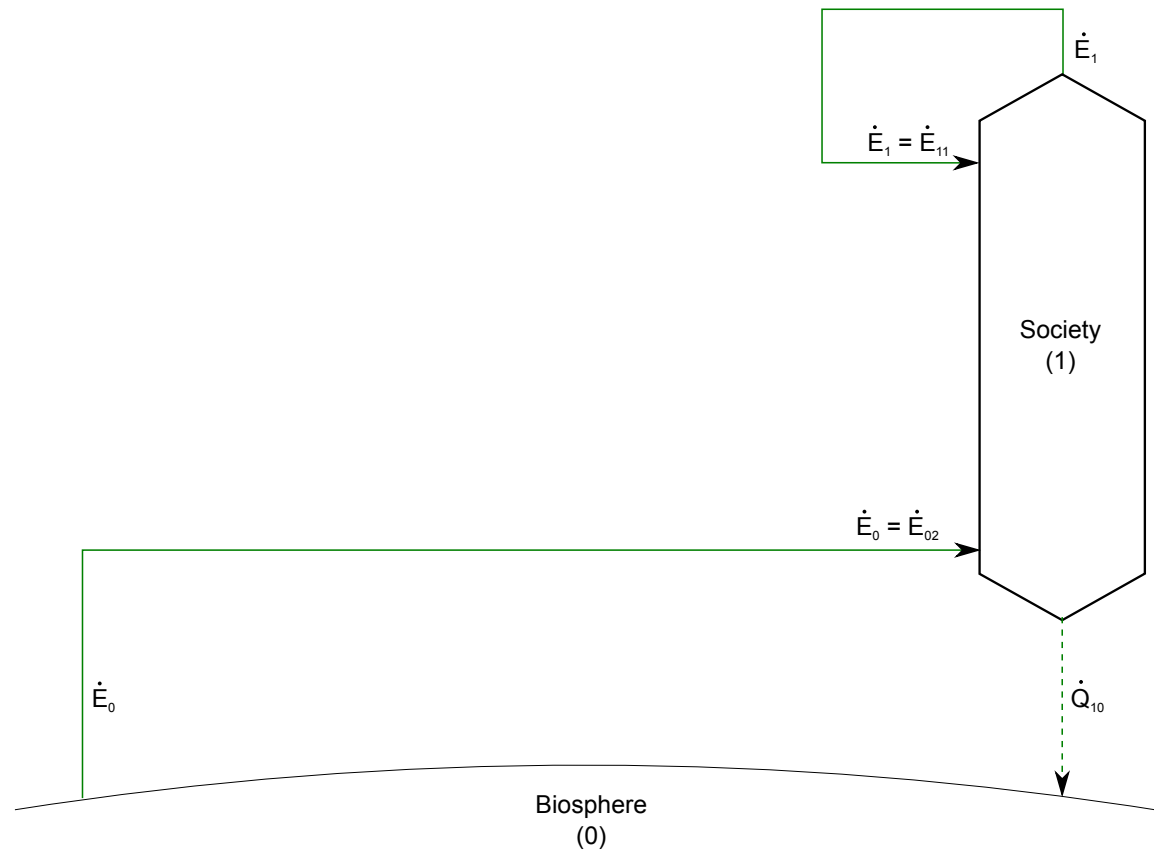 Ė₁
Ė₁ = Ė₁₁
Society
(1)
Ė₀ = Ė₀₂
Ė₀
Q̇₁₀
Biosphere
(0)